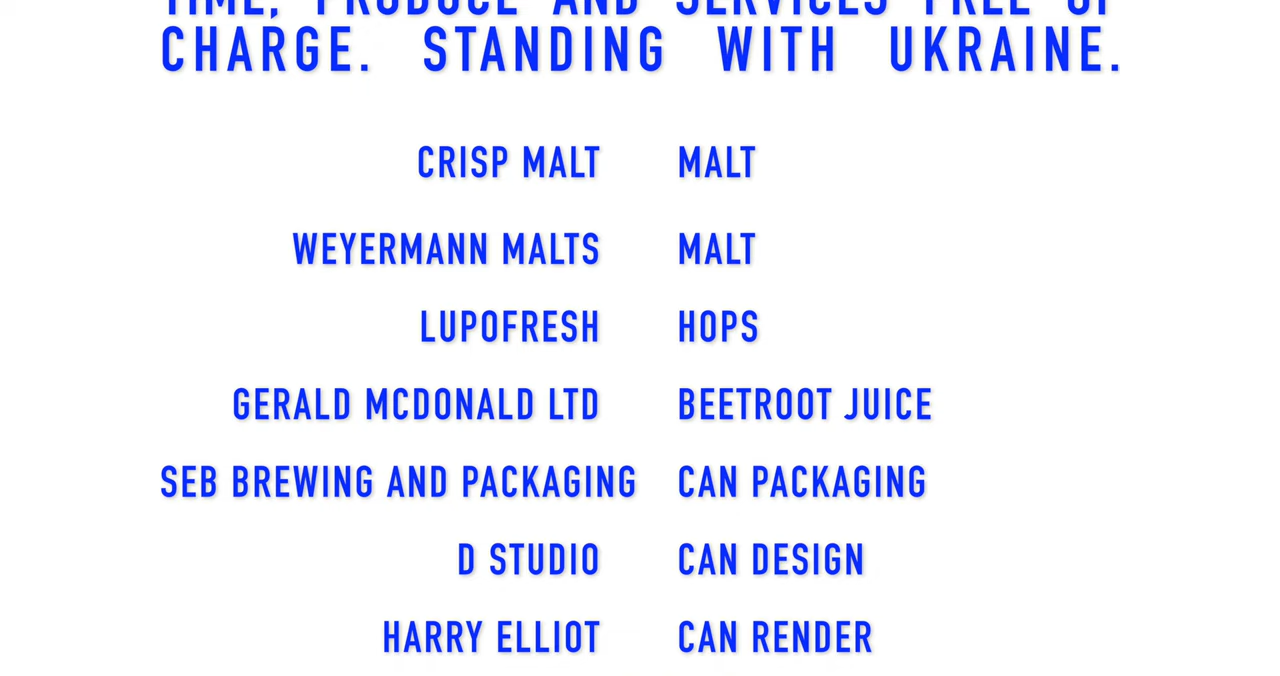 TIME, PRODUCE AND SERVICES FREE OF
CHARGE. STANDING WITH UKRAINE.
CRISP MALT MALT
WEYERMANN MALTS MALT
LUPOFRESH HOPS
GERALD MCDONALD LTD BEETROOT JUICE
SEB BREWING AND PACKAGING CAN PACKAGING
D STUDIO CAN DESIGN
HARRY ELLIOT CAN RENDER